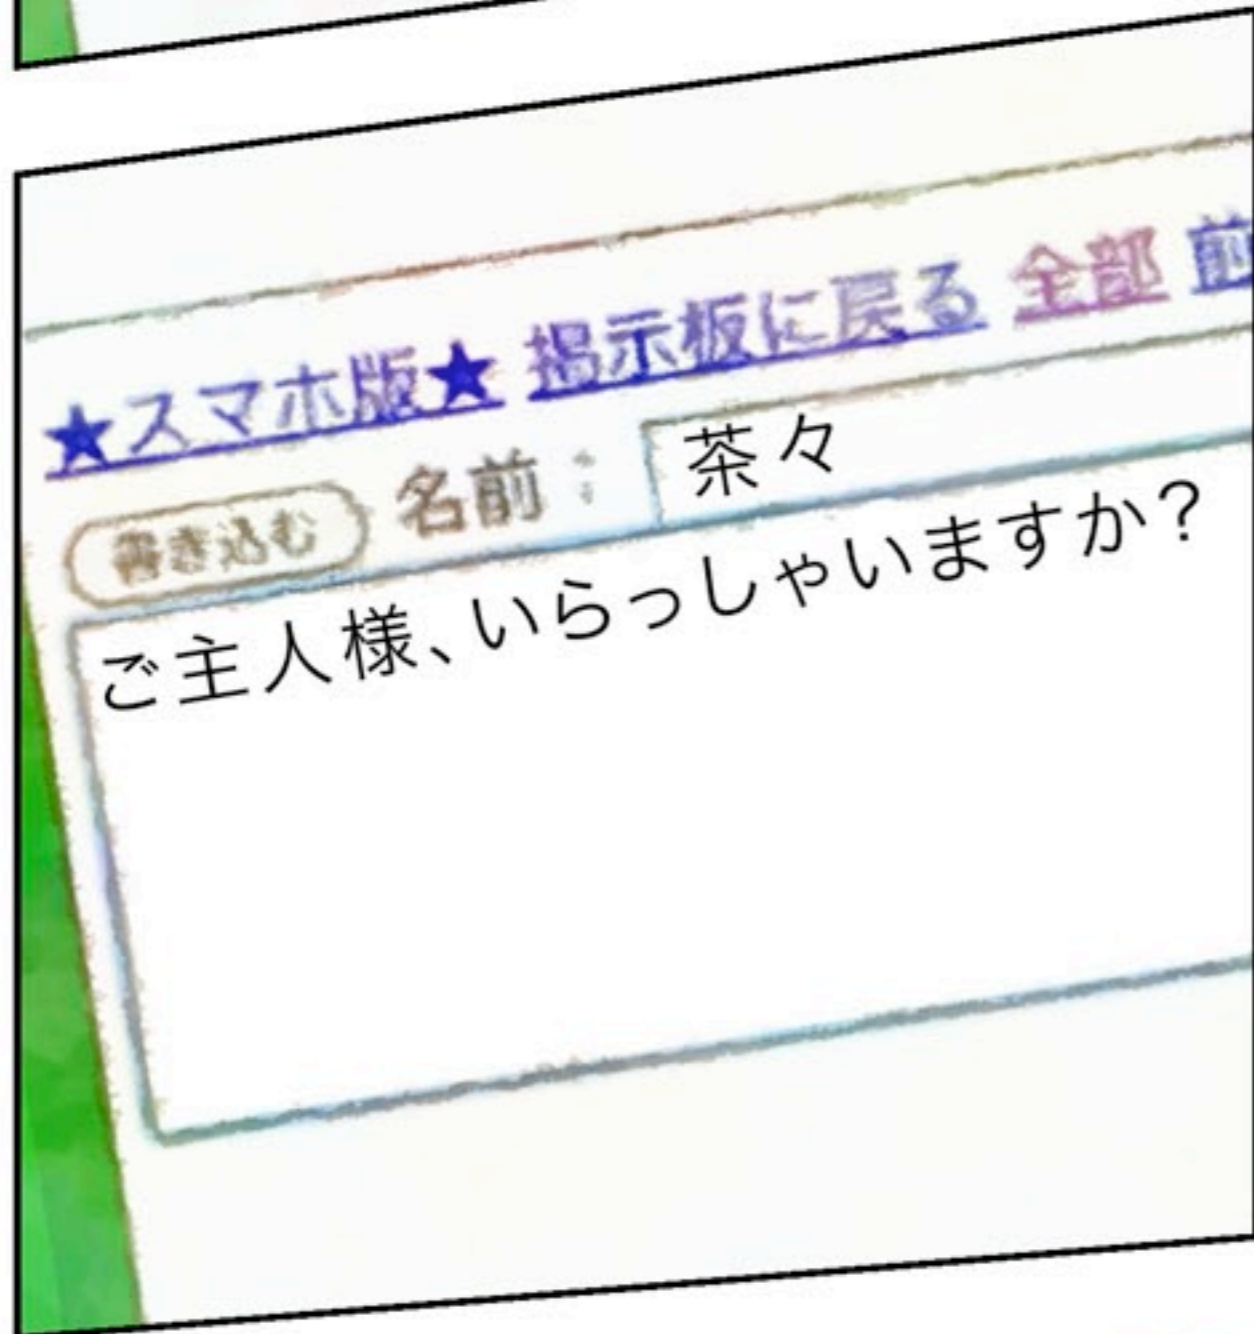 ★スマホ版★ 掲示板に戻る 全部 前
書き込む 名前： 茶々
ご主人様、いらっしゃいますか？